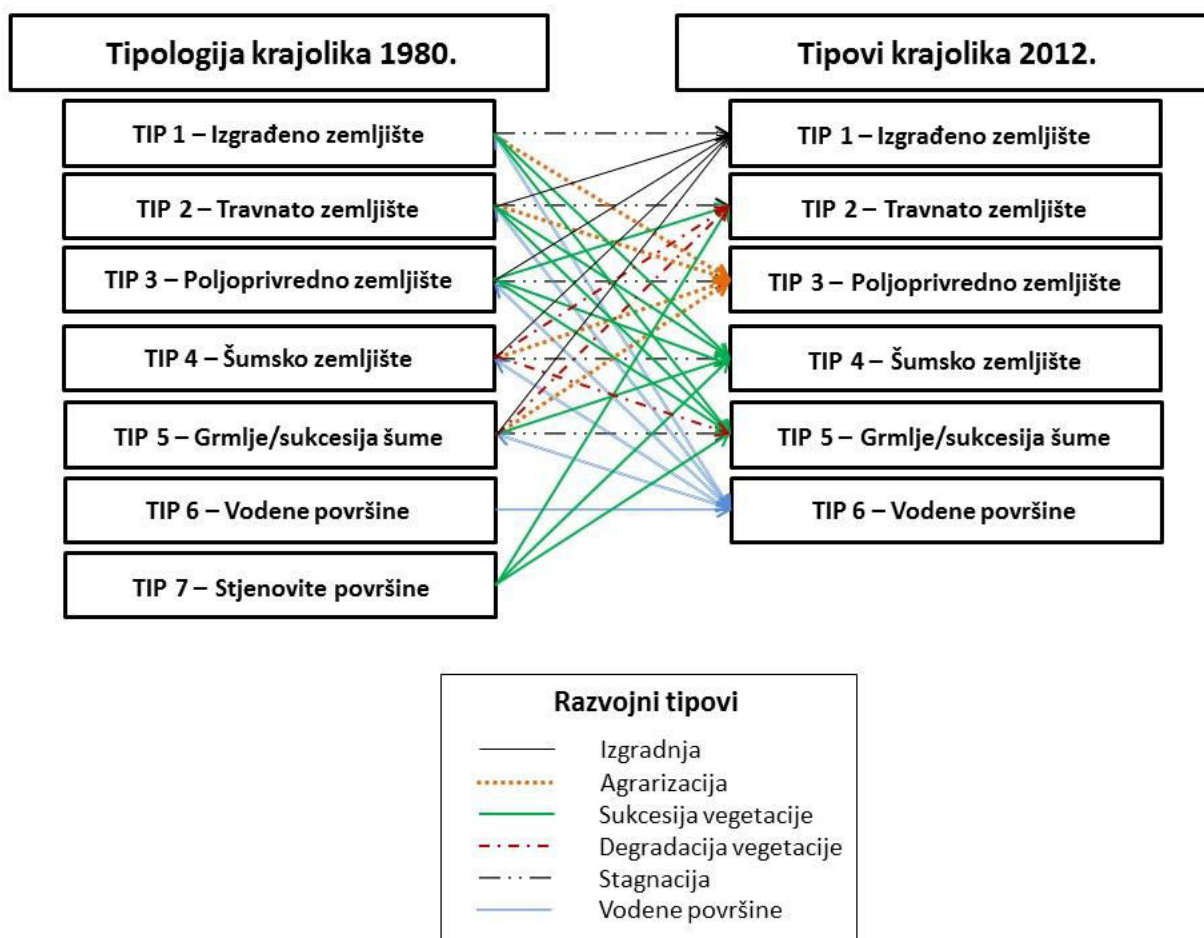 Tipologija krajolika 1980.
Tipovi krajolika 2012.
TIP 1 – Izgrađeno zemljište
TIP 1 – Izgrađeno zemljište
TIP 2 – Travnato zemljište
TIP 2 – Travnato zemljište
TIP 3 – Poljoprivredno zemljište
TIP 3 – Poljoprivredno zemljište
TIP 4 – Šumsko zemljište
TIP 4 – Šumsko zemljište
TIP 5 – Grmlje/sukcesija šume
TIP 5 – Grmlje/sukcesija šume
TIP 6 – Vodene površine
TIP 6 – Vodene površine
TIP 7 – Stjenovite površine
Razvojni tipovi
Izgradnja
Agrarizacija
Sukcesija vegetacije
Degradacija vegetacije
Stagnacija
Vodene površine